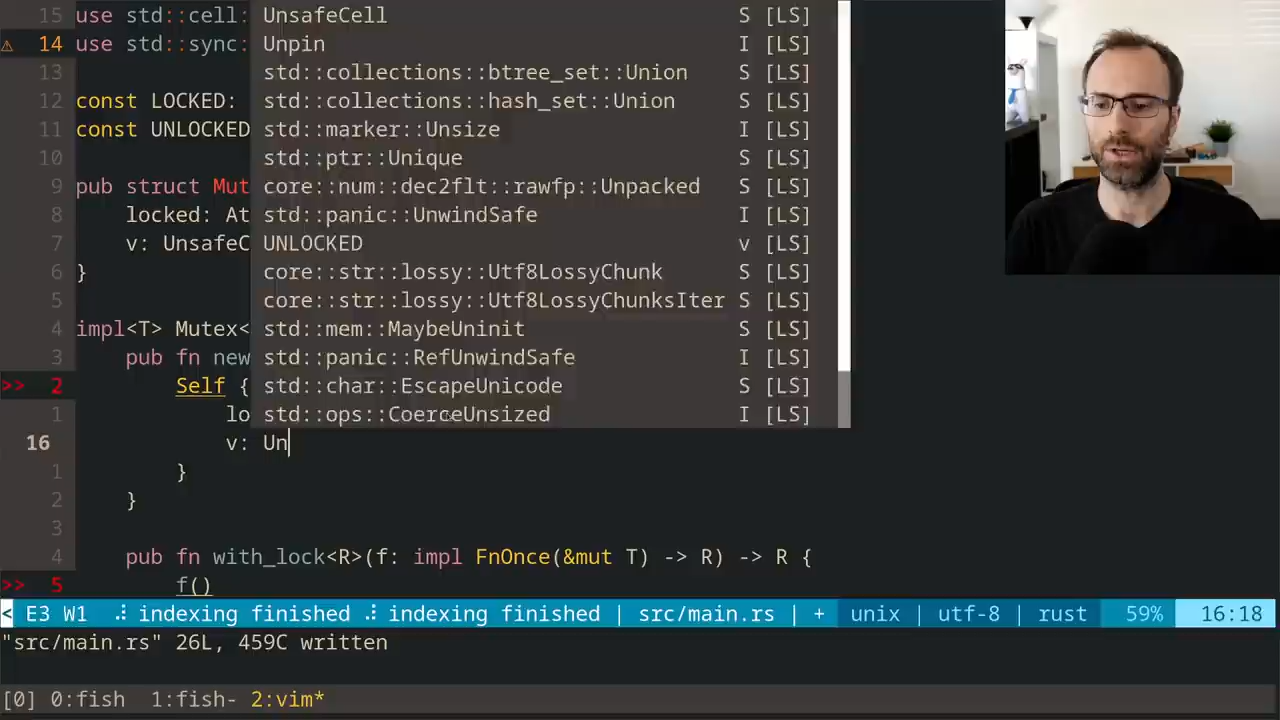 15 use std::cell: UnsafeCell S [LS]
⚠ 14 use std::sync: Unpin I [LS]
13 std::collections::btree_set::Union S [LS]
12 const LOCKED: std::collections::hash_set::Union S [LS]
11 const UNLOCKED std::marker::Unsize I [LS]
10 std::ptr::Unique S [LS]
9 pub struct Mut core::num::dec2flt::rawfp::Unpacked S [LS]
8 locked: At std::panic::UnwindSafe I [LS]
7 v: UnsafeC UNLOCKED v [LS]
6 } core::str::lossy::Utf8LossyChunk S [LS]
5 core::str::lossy::Utf8LossyChunksIter S [LS]
4 impl<T> Mutex< std::mem::MaybeUninit S [LS]
3 pub fn new std::panic::RefUnwindSafe I [LS]
>> 2 Self { std::char::EscapeUnicode S [LS]
1 lo std::ops::CoerceUnsized I [LS]
16 v: Un
1 }
2 }
3
4 pub fn with_lock<R>(f: impl FnOnce(&mut T) -> R) -> R {
>> 5 f()
< E3 W1 ⠼ indexing finished ⠼ indexing finished | src/main.rs | + unix | utf-8 | rust 59% 16:18
"src/main.rs" 26L, 459C written
[0] 0:fish 1:fish- 2:vim*